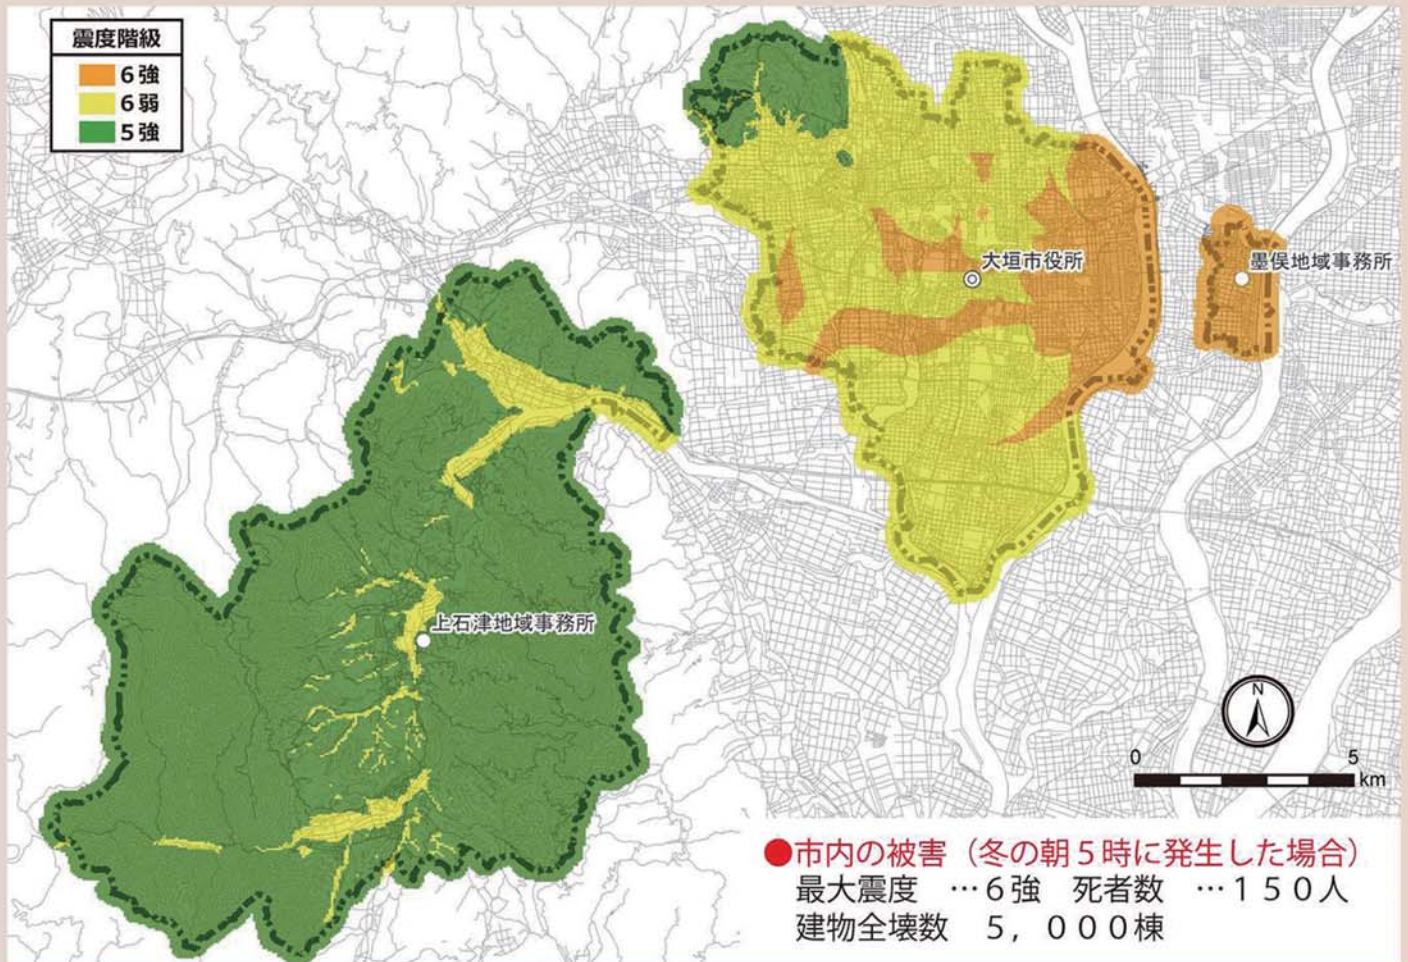 震度階級
6強
6弱
5強
大垣市役所
墨俣地域事務所
上石津地域事務所
N
0 5
km
●市内の被害（冬の朝５時に発生した場合）
最大震度 …６強 死者数 …１５０人
建物全壊数 ５，０００棟